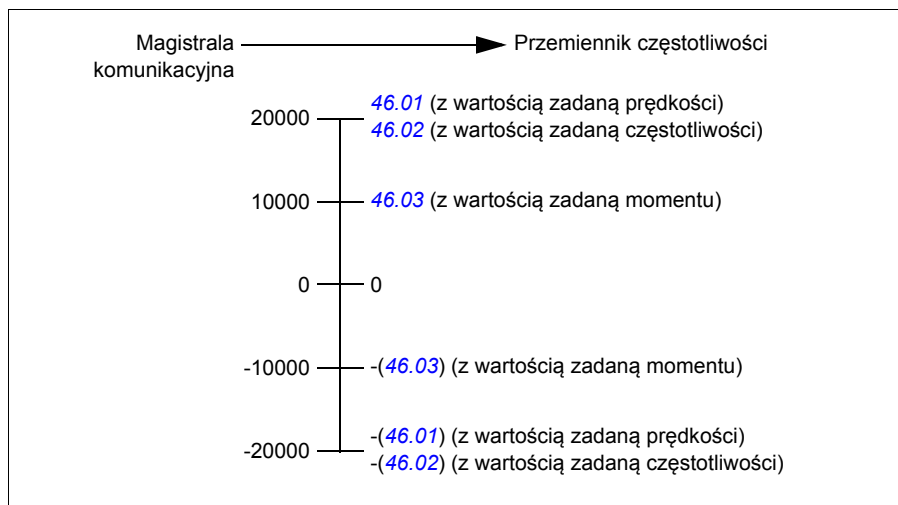 Magistrala
komunikacyjna
Przemiennik częstotliwości
20000
46.01 (z wartością zadaną prędkości)
46.02 (z wartością zadaną częstotliwości)
10000
46.03 (z wartością zadaną momentu)
0
0
-10000
-(46.03) (z wartością zadaną momentu)
-20000
-(46.01) (z wartością zadaną prędkości)
-(46.02) (z wartością zadaną częstotliwości)